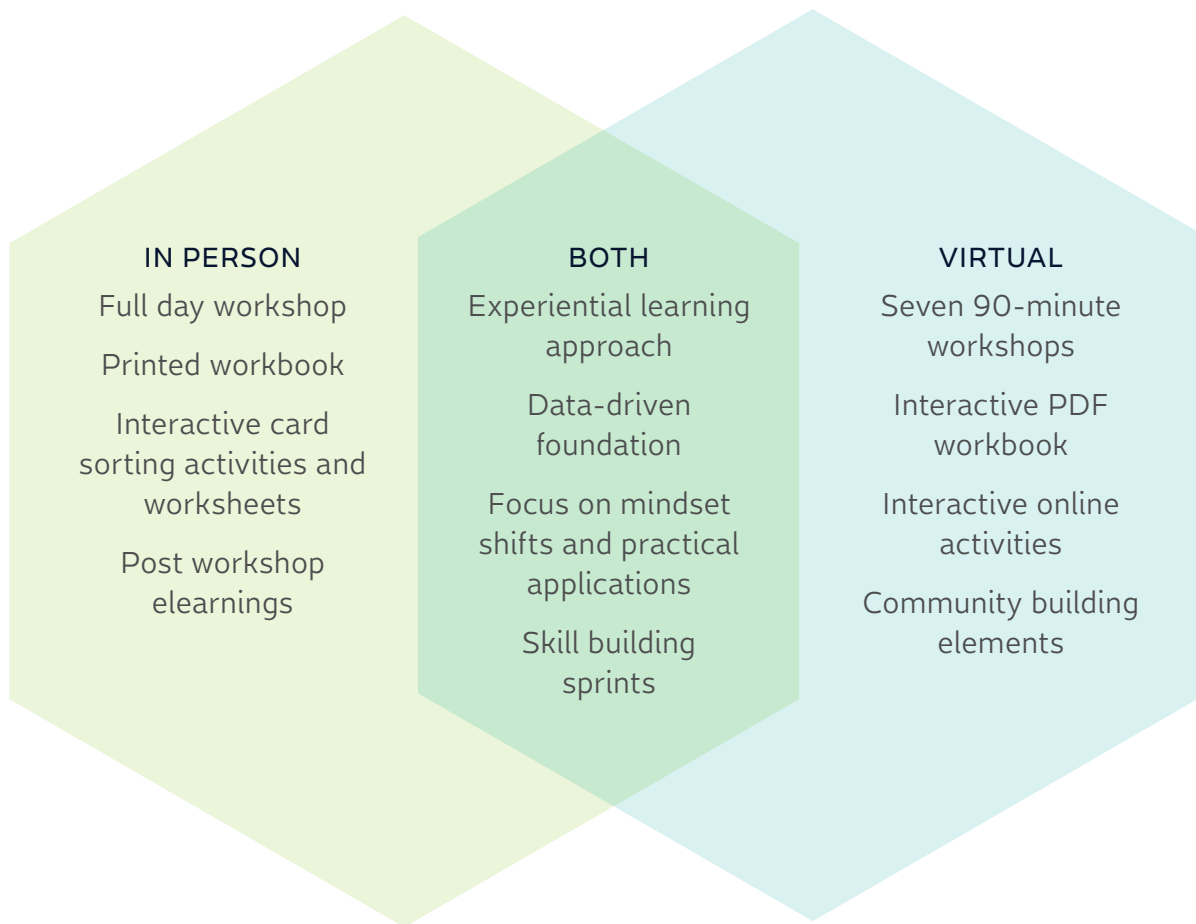 IN PERSON
Full day workshop
Printed workbook
Interactive card
sorting activities and
worksheets
Post workshop
elearnings
BOTH
Experiential learning
approach
Data-driven
foundation
Focus on mindset
shifts and practical
applications
Skill building
sprints
VIRTUAL
Seven 90-minute
workshops
Interactive PDF
workbook
Interactive online
activities
Community building
elements